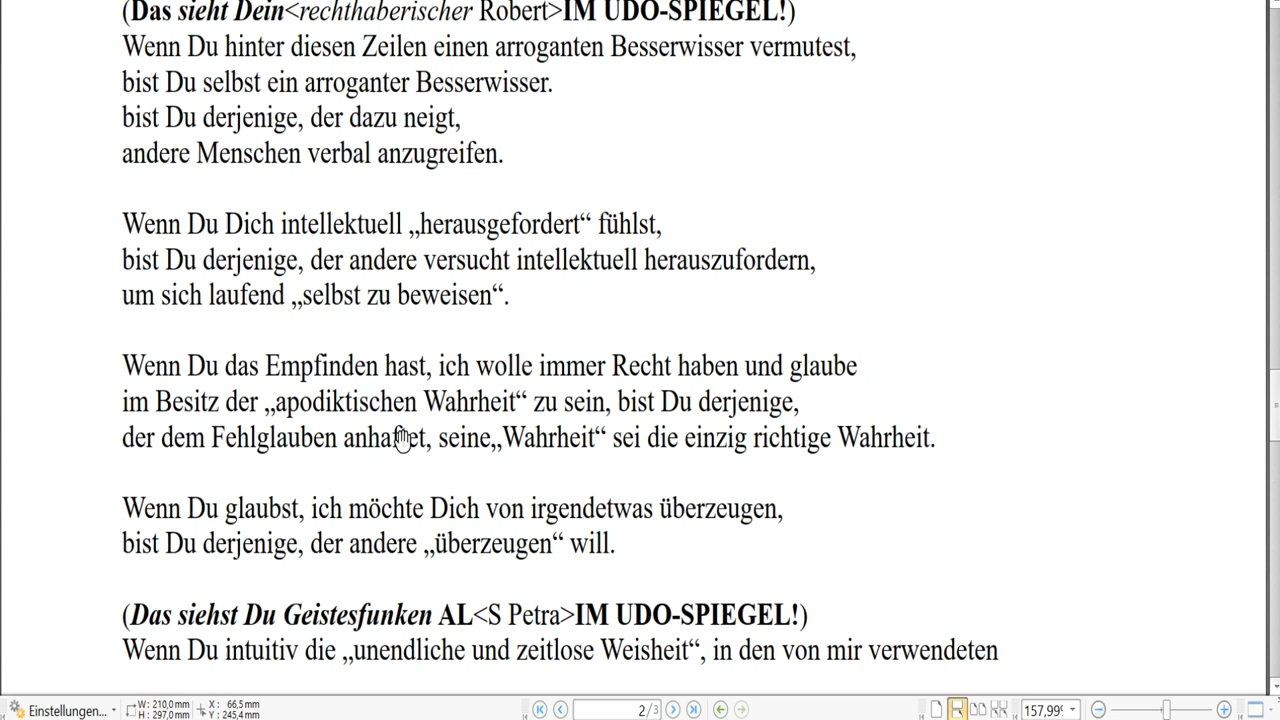 (Das sieht Dein<rechthaberischer Robert>IM UDO-SPIEGEL!)
Wenn Du hinter diesen Zeilen einen arroganten Besserwisser vermutest,
bist Du selbst ein arroganter Besserwisser.
bist Du derjenige, der dazu neigt,
andere Menschen verbal anzugreifen.
Wenn Du Dich intellektuell „herausgefordert“ fühlst,
bist Du derjenige, der andere versucht intellektuell herauszufordern,
um sich laufend „selbst zu beweisen“.
Wenn Du das Empfinden hast, ich wolle immer Recht haben und glaube
im Besitz der „apodiktischen Wahrheit“ zu sein, bist Du derjenige,
der dem Fehlglauben anhaftet, seine„Wahrheit“ sei die einzig richtige Wahrheit.
Wenn Du glaubst, ich möchte Dich von irgendetwas überzeugen,
bist Du derjenige, der andere „überzeugen“ will.
(Das siehst Du Geistesfunken AL<S Petra>IM UDO-SPIEGEL!)
Wenn Du intuitiv die „unendliche und zeitlose Weisheit“, in den von mir verwendeten
Einstellungen... W: 210,0 mm X: 66,5 mm 2/3 157,99%
H: 297,0 mm Y: 245,4 mm